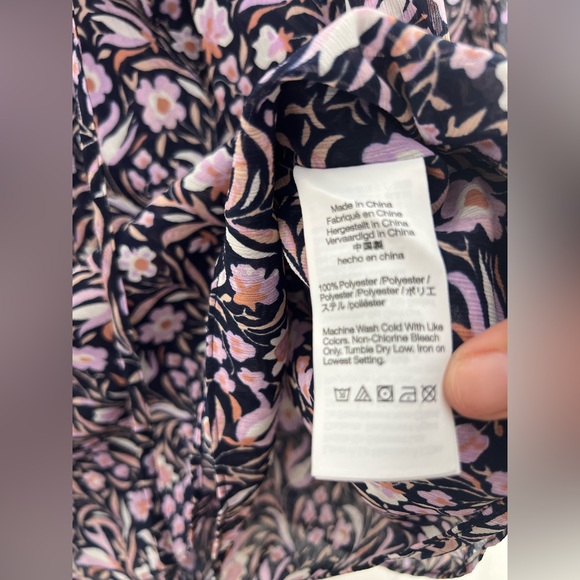 Made in China
Fabriqué en Chine
Hergestellt in China
Vervaardigd in China
中国製
hecho en china
100% Polyester /Polyester/
Polyester /Polyester / ポリエ
ステル /poliéster
Machine Wash Cold With Like
Colors. Non-Chlorine Bleach
Only. Tumble Dry Low. Iron on
Lowest Setting.